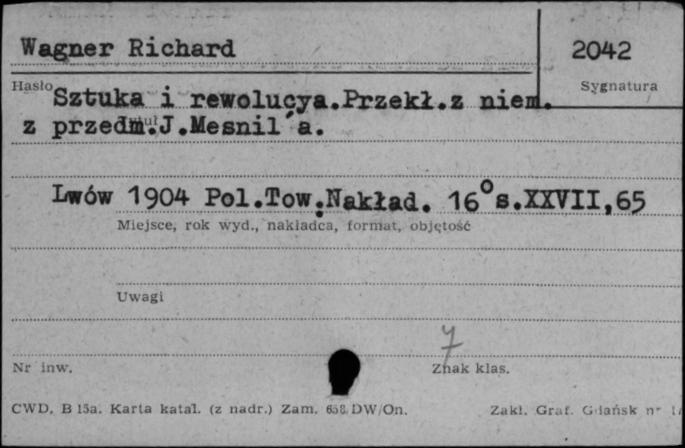 Wagner Richard
2042
Hasło
Sygnatura
Sztuka i rewolucya.Przekł.z niem.
z przedm.J.Mesnil´a.
Lwów 1904 Pol.Tow.Nakład. 16° s.XXVII,65
Miejsce, rok wyd., nakładca, format, objętość
Uwagi
7
Nr inw.
Znak klas.
CWD, B 15a. Karta katal. (z nadr.) Zam. 658 DW/On.
Zakł. Graf. Gdańsk nr